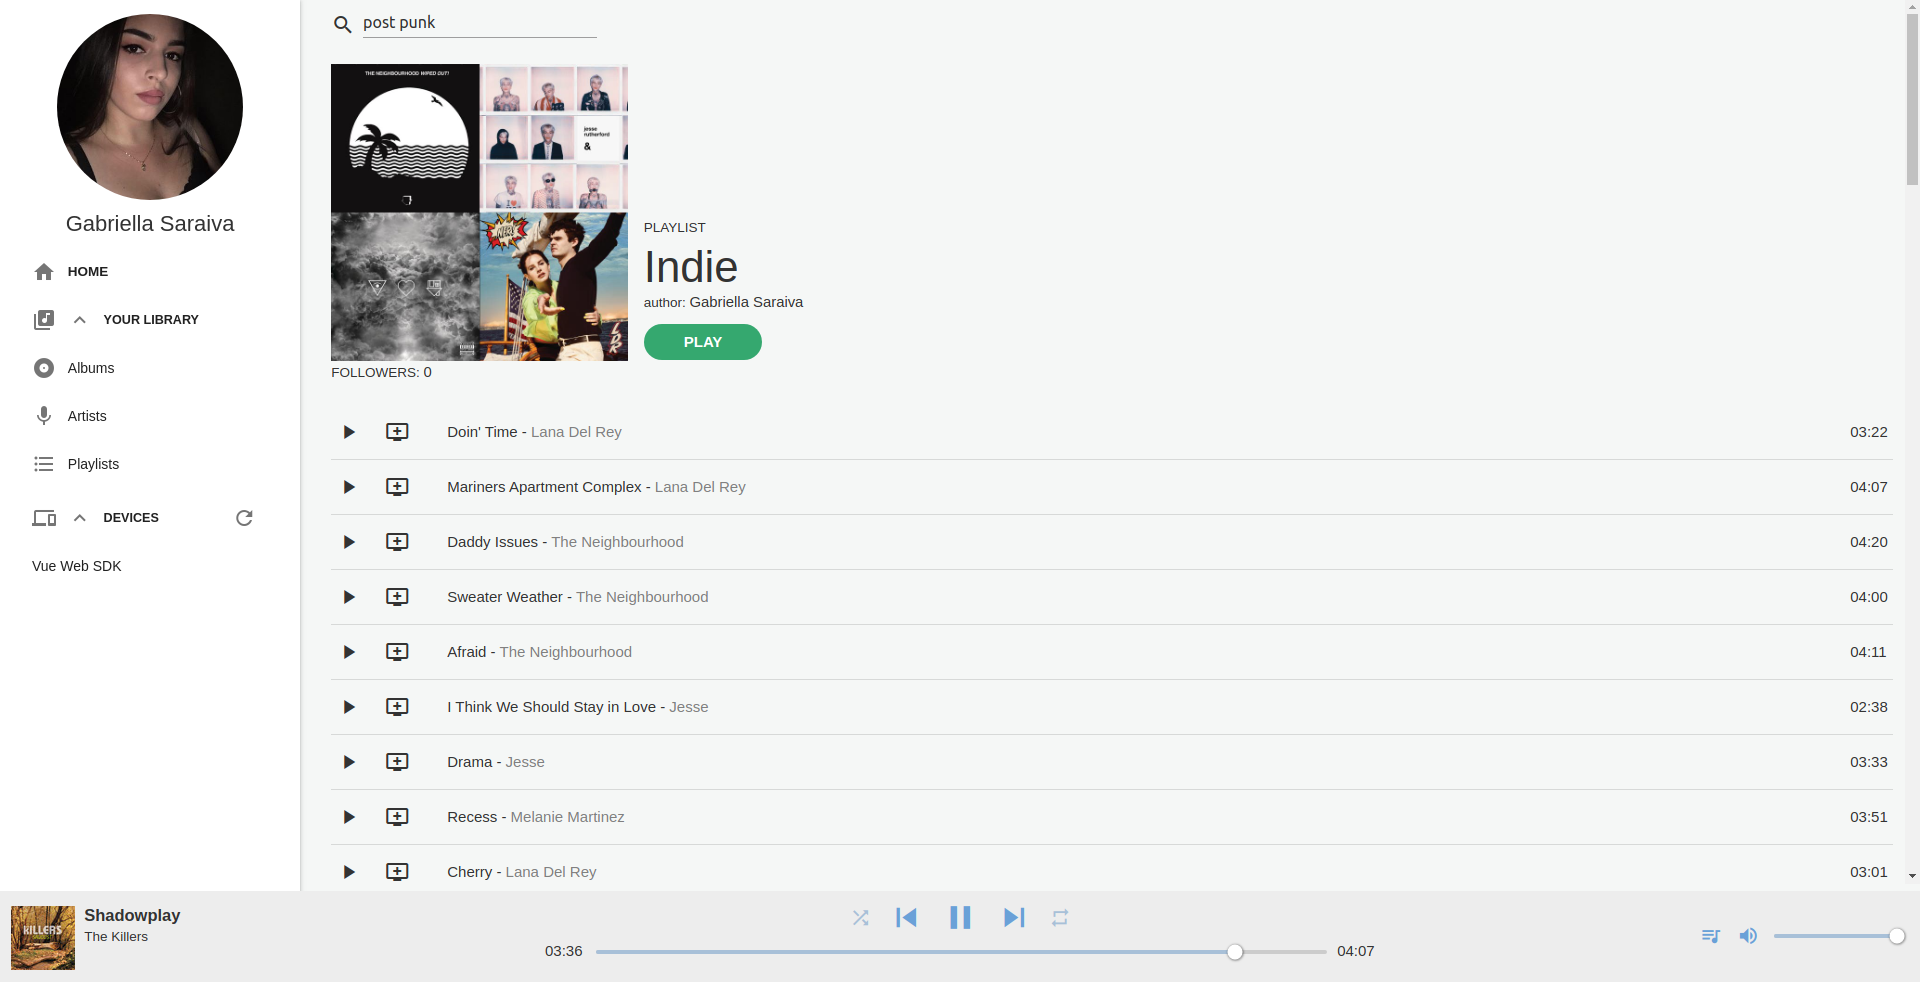 post punk
Gabriella Saraiva
HOME
YOUR LIBRARY
Albums
Artists
Playlists
DEVICES
Vue Web SDK
THE NEIGHBOURHOOD WIPED OUT!
jesse
rutherford
&
LDR
PLAYLIST
Indie
author: Gabriella Saraiva
PLAY
FOLLOWERS: 0
Doin' Time - Lana Del Rey 03:22
Mariners Apartment Complex - Lana Del Rey 04:07
Daddy Issues - The Neighbourhood 04:20
Sweater Weather - The Neighbourhood 04:00
Afraid - The Neighbourhood 04:11
I Think We Should Stay in Love - Jesse 02:38
Drama - Jesse 03:33
Recess - Melanie Martinez 03:51
Cherry - Lana Del Rey 03:01
KILLERS
Shadowplay
The Killers
03:36
04:07